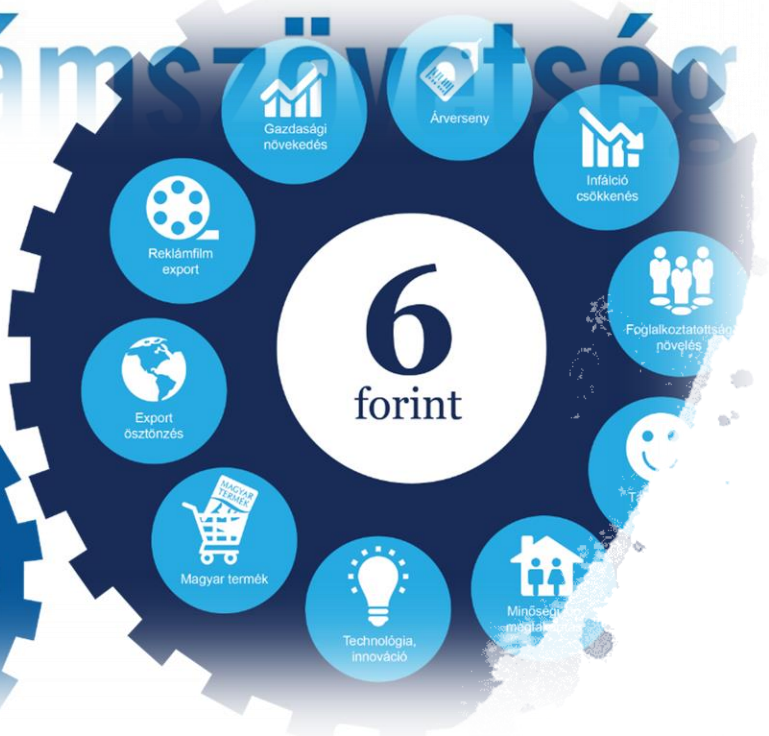 ámszövetség
Gazdasági
növekedés
Árverseny
Infálció
csökkenés
Reklámfilm
export
Foglalkoztatottság
növelés
6
forint
Export
ösztönzés
MAGYAR
TERMÉK
Magyar termék
Technológia,
innováció
Minőségi